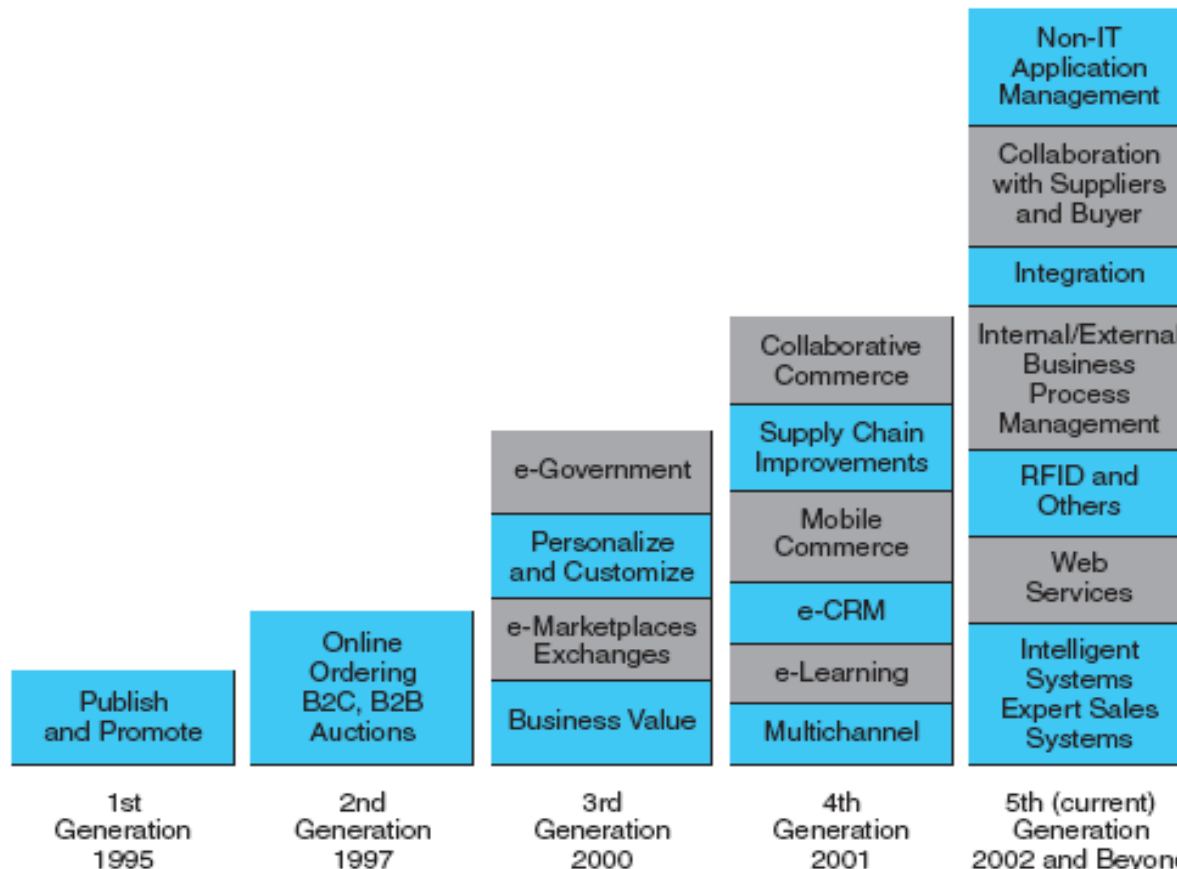 Publish
and Promote
1st
Generation
1995
Online
Ordering
B2C, B2B
Auctions
2nd
Generation
1997
e-Government
Personalize
and Customize
e-Marketplaces
Exchanges
Business Value
3rd
Generation
2000
Collaborative
Commerce
Supply Chain
Improvements
Mobile
Commerce
e-CRM
e-Learning
Multichannel
4th
Generation
2001
Non-IT
Application
Management
Collaboration
with Suppliers
and Buyer
Integration
Internal/External
Business
Process
Management
RFID and
Others
Web
Services
Intelligent
Systems
Expert Sales
Systems
5th (current)
Generation
2002 and Beyond